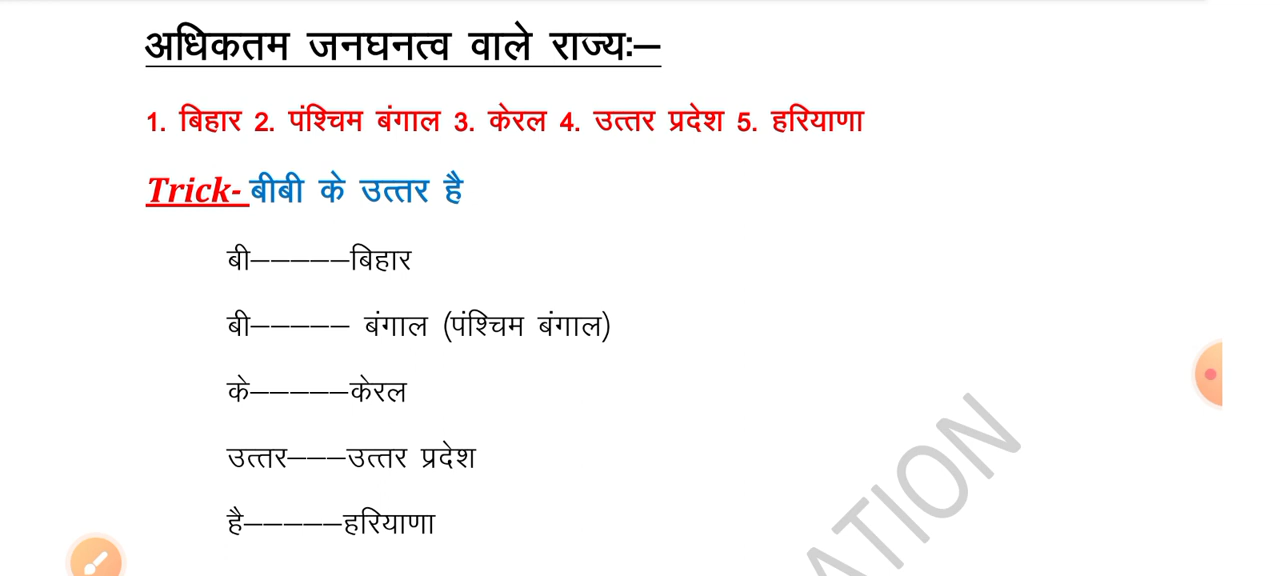 अधिकतम जनघनत्व वाले राज्यः–
1. बिहार 2. पंश्चिम बंगाल 3. केरल 4. उत्तर प्रदेश 5. हरियाणा
Trick- बीबी के उत्तर है
बी–––––बिहार
बी––––– बंगाल (पंश्चिम बंगाल)
के–––––केरल
उत्तर–––उत्तर प्रदेश
है–––––हरियाणा